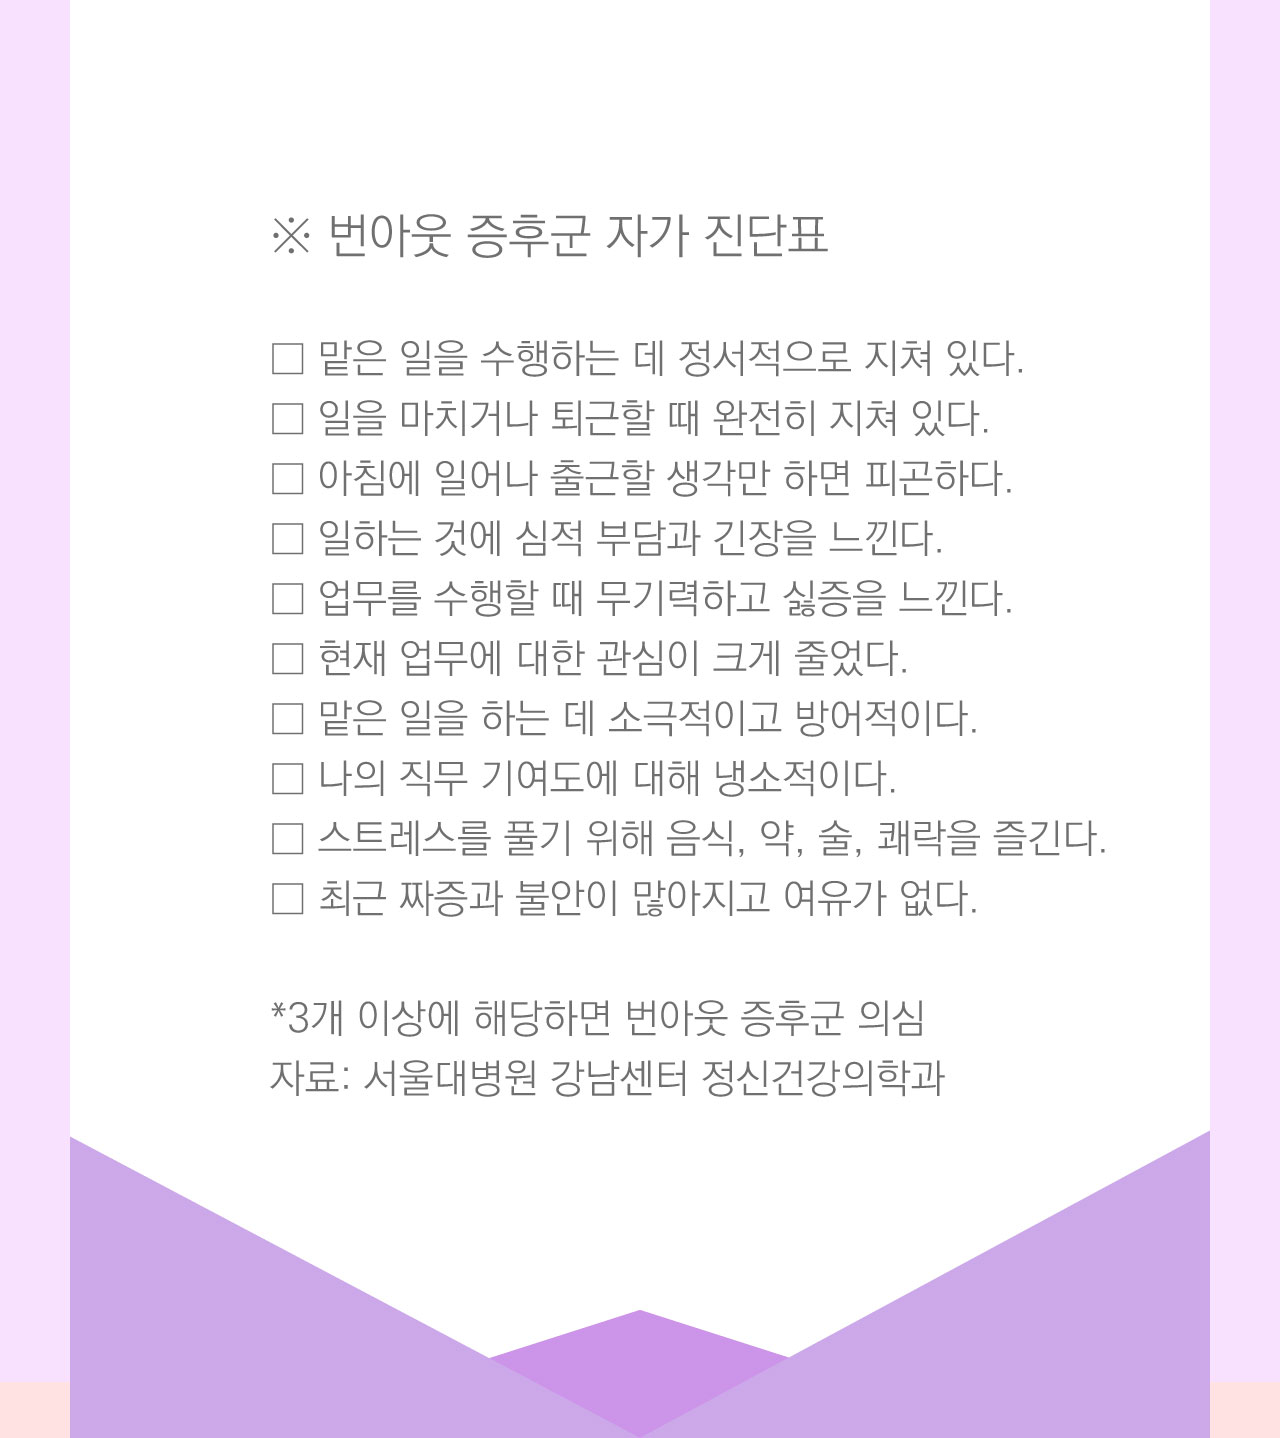 ※ 번아웃 증후군 자가 진단표
□ 맡은 일을 수행하는 데 정서적으로 지쳐 있다.
□ 일을 마치거나 퇴근할 때 완전히 지쳐 있다.
□ 아침에 일어나 출근할 생각만 하면 피곤하다.
□ 일하는 것에 심적 부담과 긴장을 느낀다.
□ 업무를 수행할 때 무기력하고 싫증을 느낀다.
□ 현재 업무에 대한 관심이 크게 줄었다.
□ 맡은 일을 하는 데 소극적이고 방어적이다.
□ 나의 직무 기여도에 대해 냉소적이다.
□ 스트레스를 풀기 위해 음식, 약, 술, 쾌락을 즐긴다.
□ 최근 짜증과 불안이 많아지고 여유가 없다.
*3개 이상에 해당하면 번아웃 증후군 의심
자료: 서울대병원 강남센터 정신건강의학과